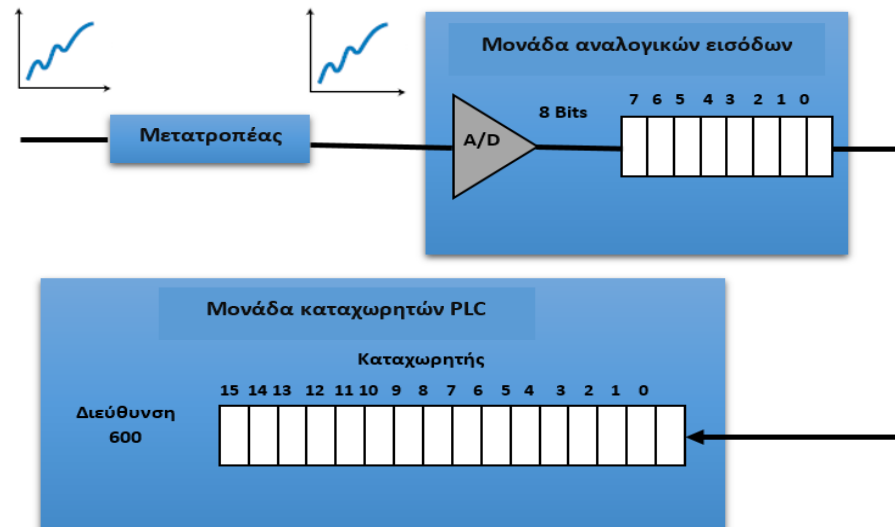 Μονάδα αναλογικών εισόδων
8 Bits
7 6 5 4 3 2 1 0
Μετατροπέας
A/D
Μονάδα καταχωρητών PLC
Καταχωρητής
15 14 13 12 11 10 9 8 7 6 5 4 3 2 1 0
Διεύθυνση
600